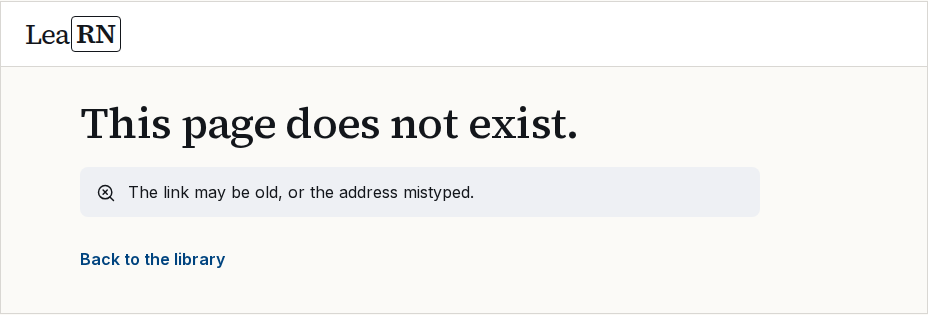 LeaRN
This page does not exist.
The link may be old, or the address mistyped.
Back to the library